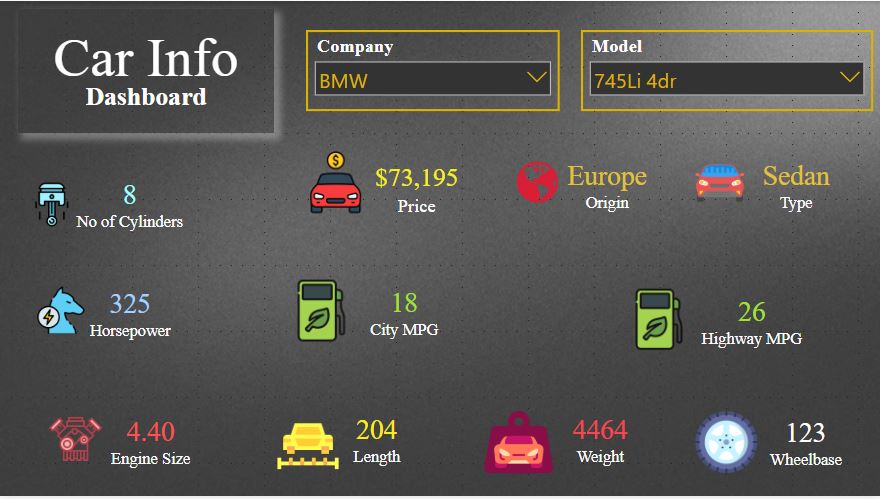 Car Info
Dashboard
Company
BMW
Model
745Li 4dr
8
No of Cylinders
$
$73,195
Price
Europe
Origin
Sedan
Type
325
Horsepower
18
City MPG
26
Highway MPG
4.40
Engine Size
204
Length
4464
Weight
123
Wheelbase